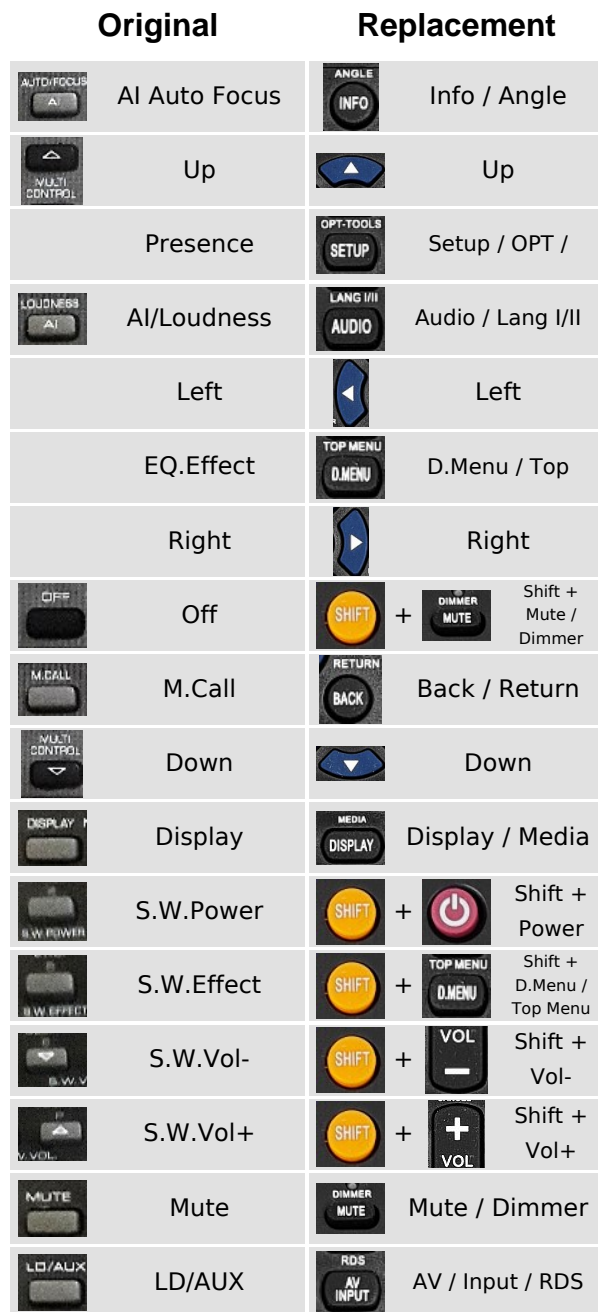 Original Replacement
AUTO/FOCUS
AI
AI Auto Focus
ANGLE
INFO
Info / Angle
MULTI
CONTROL
Up
Up
Presence
OPT-TOOLS
SETUP
Setup / OPT /
LOUDNESS
AI
AI/Loudness
LANG I/II
AUDIO
Audio / Lang I/II
Left
Left
EQ.Effect
TOP MENU
D.MENU
D.Menu / Top
Right
Right
OFF
Off
SHIFT
+
DIMMER
MUTE
Shift +
Mute /
Dimmer
M.CALL
M.Call
RETURN
BACK
Back / Return
MULTI
CONTROL
Down
Down
DISPLAY
Display
MEDIA
DISPLAY
Display / Media
S.W.POWER
S.W.Power
SHIFT
+
Shift +
Power
S.W.EFFECT
S.W.Effect
SHIFT
+
TOP MENU
D.MENU
Shift +
D.Menu /
Top Menu
S.W.V
S.W.Vol-
SHIFT
+
VOL
–
Shift +
Vol-
V.VOL-
S.W.Vol+
SHIFT
+
+
VOL
Shift +
Vol+
MUTE
Mute
DIMMER
MUTE
Mute / Dimmer
LD/AUX
LD/AUX
RDS
AV
INPUT
AV / Input / RDS